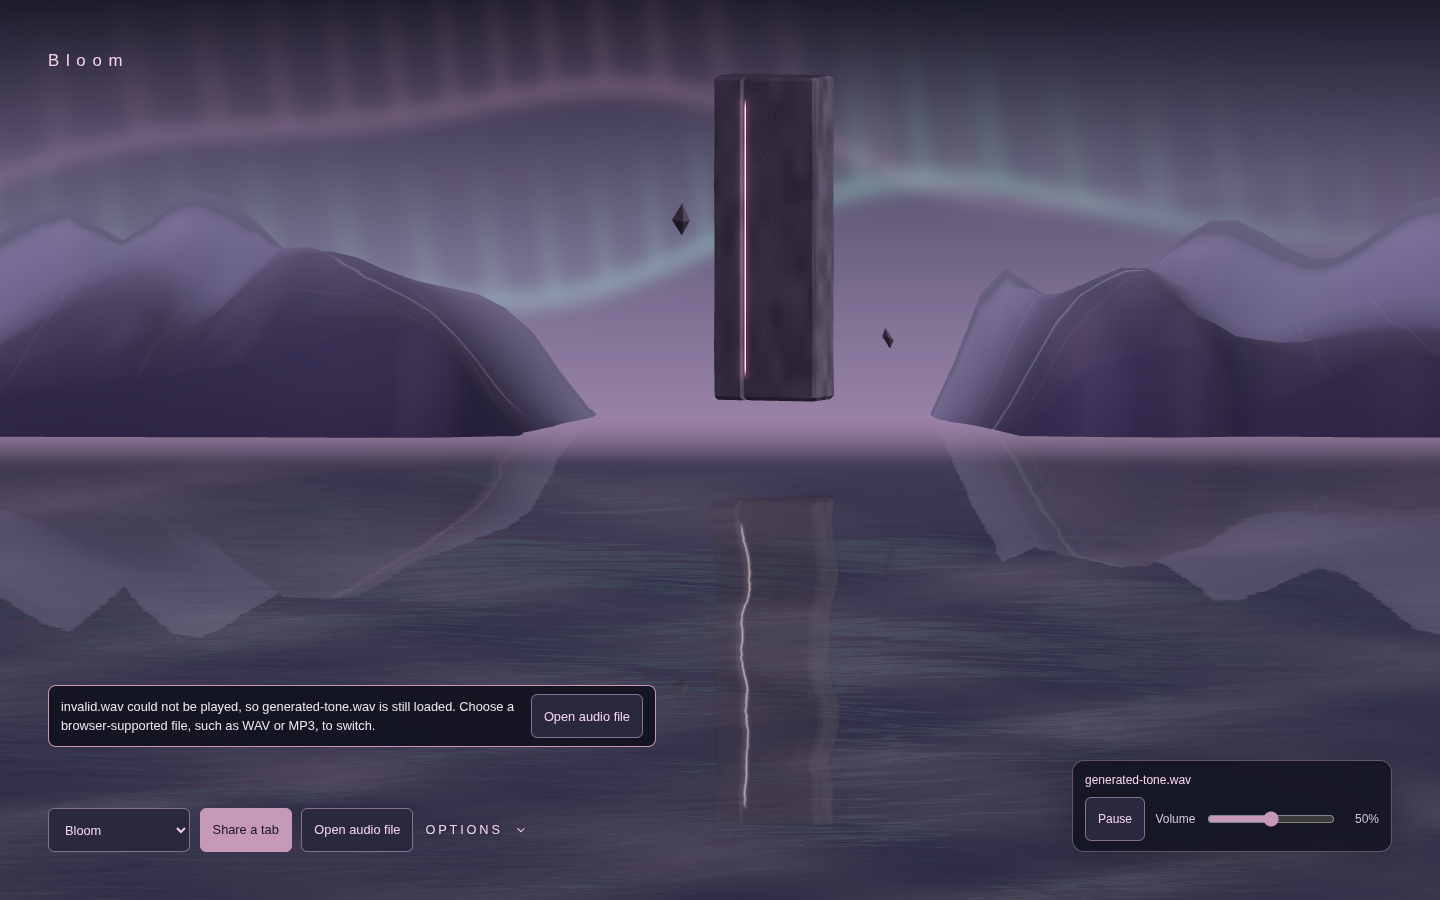 Bloom
invalid.wav could not be played, so generated-tone.wav is still loaded. Choose a
browser-supported file, such as WAV or MP3, to switch.
Open audio file
generated-tone.wav
Pause
Volume
50%
Bloom
Share a tab
Open audio file
OPTIONS